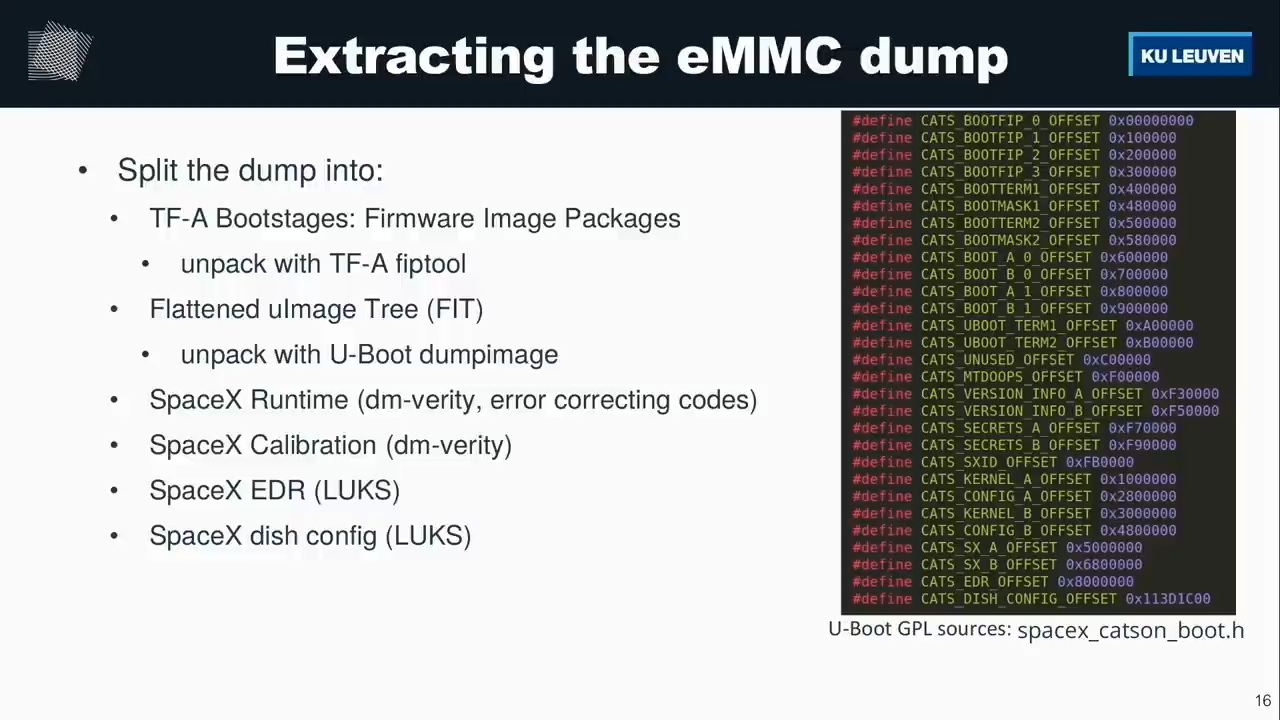 Extracting the eMMC dump
KU LEUVEN
• Split the dump into:
• TF-A Bootstages: Firmware Image Packages
• unpack with TF-A fiptool
• Flattened uImage Tree (FIT)
• unpack with U-Boot dumpimage
• SpaceX Runtime (dm-verity, error correcting codes)
• SpaceX Calibration (dm-verity)
• SpaceX EDR (LUKS)
• SpaceX dish config (LUKS)
#define CATS_BOOTFIP_0_OFFSET 0x00000000
#define CATS_BOOTFIP_1_OFFSET 0x100000
#define CATS_BOOTFIP_2_OFFSET 0x200000
#define CATS_BOOTFIP_3_OFFSET 0x300000
#define CATS_BOOTTERM1_OFFSET 0x400000
#define CATS_BOOTMASK1_OFFSET 0x480000
#define CATS_BOOTTERM2_OFFSET 0x500000
#define CATS_BOOTMASK2_OFFSET 0x580000
#define CATS_BOOT_A_0_OFFSET 0x600000
#define CATS_BOOT_B_0_OFFSET 0x700000
#define CATS_BOOT_A_1_OFFSET 0x800000
#define CATS_BOOT_B_1_OFFSET 0x900000
#define CATS_UBOOT_TERM1_OFFSET 0xA00000
#define CATS_UBOOT_TERM2_OFFSET 0xB00000
#define CATS_UNUSED_OFFSET 0xC00000
#define CATS_MTDOOPS_OFFSET 0xF00000
#define CATS_VERSION_INFO_A_OFFSET 0xF30000
#define CATS_VERSION_INFO_B_OFFSET 0xF50000
#define CATS_SECRETS_A_OFFSET 0xF70000
#define CATS_SECRETS_B_OFFSET 0xF90000
#define CATS_SXID_OFFSET 0xFB0000
#define CATS_KERNEL_A_OFFSET 0x1000000
#define CATS_CONFIG_A_OFFSET 0x2800000
#define CATS_KERNEL_B_OFFSET 0x3000000
#define CATS_CONFIG_B_OFFSET 0x4800000
#define CATS_SX_A_OFFSET 0x5000000
#define CATS_SX_B_OFFSET 0x6800000
#define CATS_EDR_OFFSET 0x8000000
#define CATS_DISH_CONFIG_OFFSET 0x113D1C00
U-Boot GPL sources: spacex_catson_boot.h
16